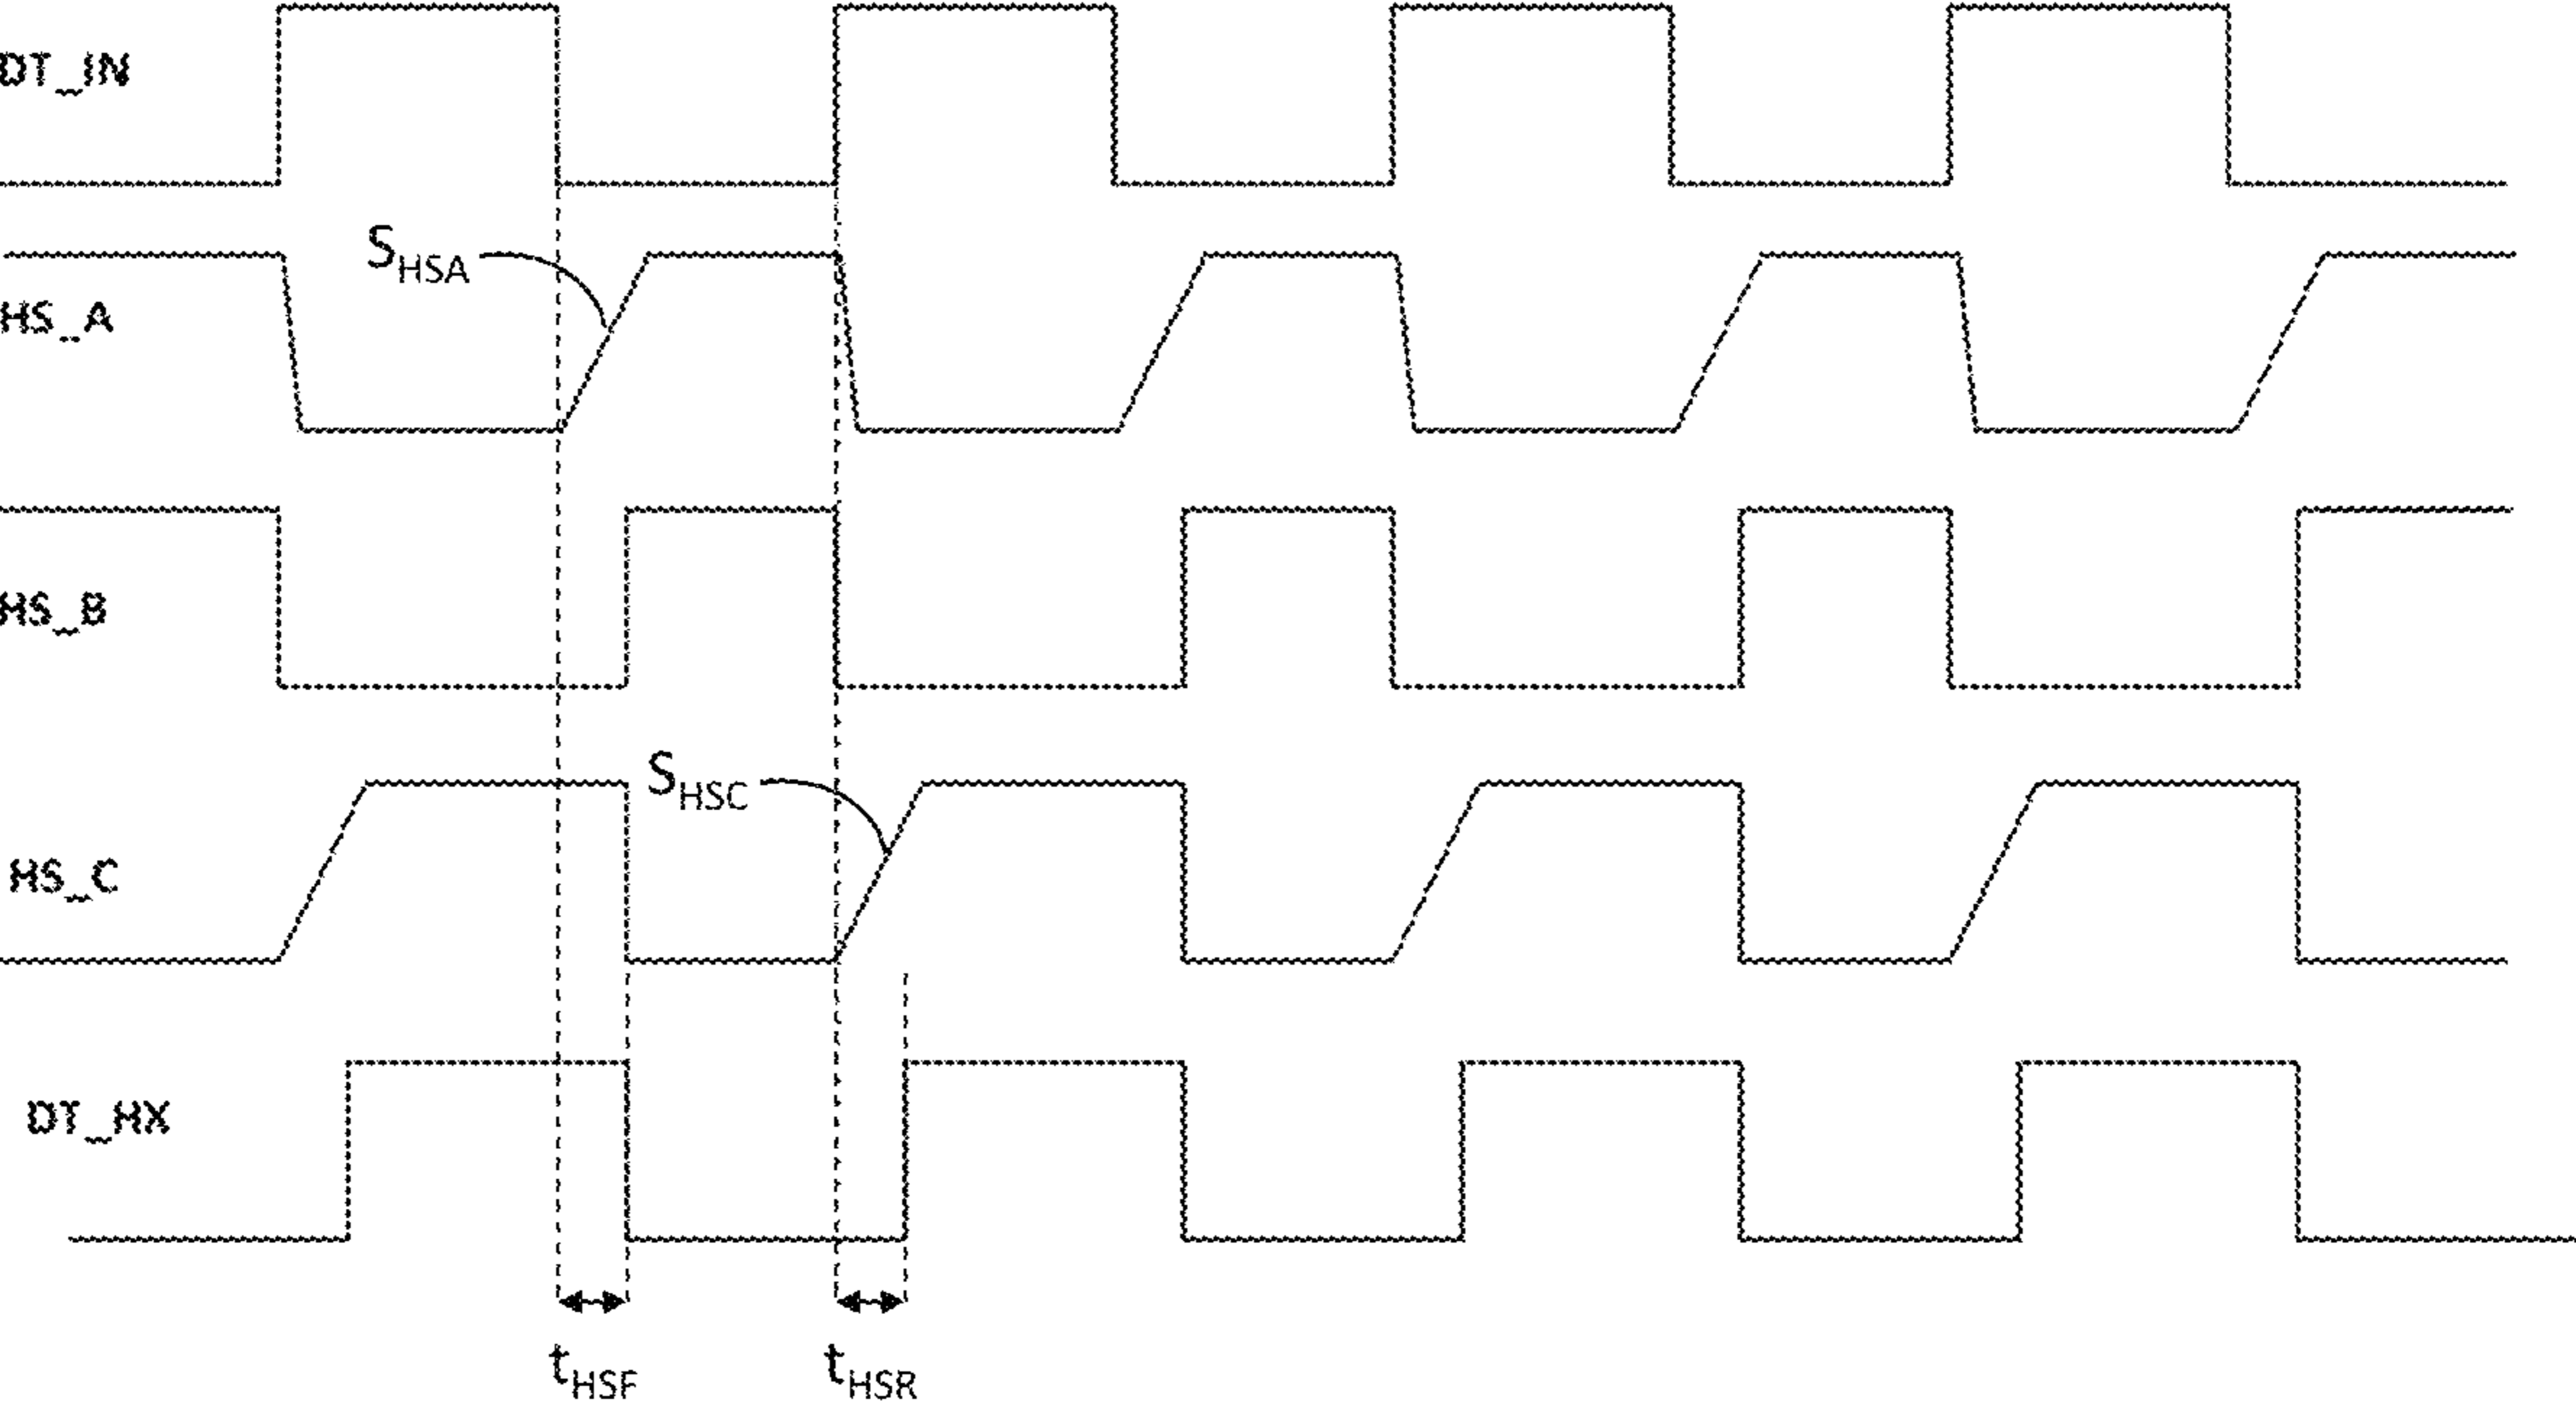 DT_IN
S_HSA
HS_A
HS_B
S_HSC
HS_C
DT_HX
t_HSF
t_HSR